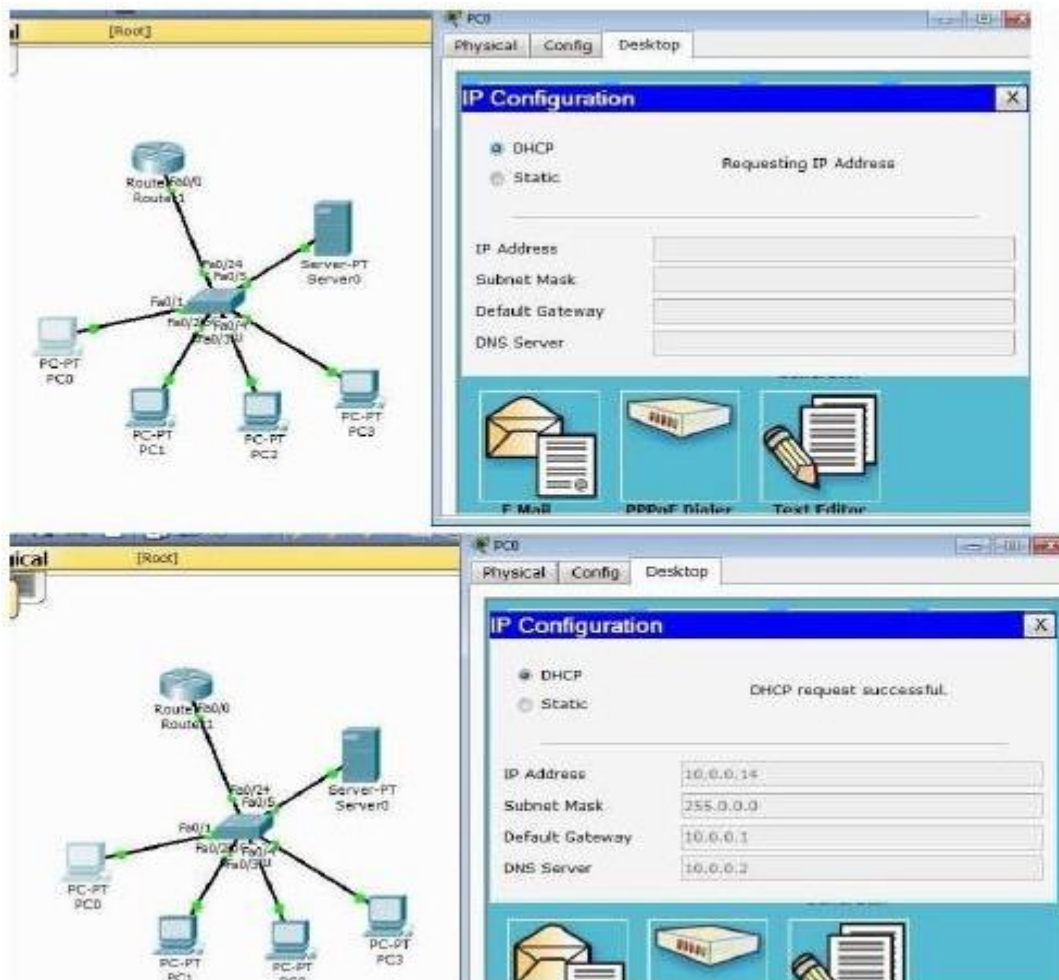 [Root]
PC0
Physical Config Desktop
IP Configuration X
DHCP
Requesting IP Address
Static
IP Address
Subnet Mask
Default Gateway
DNS Server
Fa0/0
Router1
Fa0/24
Fa0/5
Server-PT
Server0
Fa0/1
PC-PT
PC0
PC-PT
PC1
PC-PT
PC2
PC-PT
PC3
E Mail PPPoE Dialer Text Editor
ical [Root]
PC0
Physical Config Desktop
IP Configuration X
DHCP
DHCP request successful.
Static
IP Address 10.0.0.14
Subnet Mask 255.0.0.0
Default Gateway 10.0.0.1
DNS Server 10.0.0.2
Fa0/0
Router1
Fa0/24
Fa0/5
Server-PT
Server0
Fa0/1
PC-PT
PC0
PC-PT
PC1
PC-PT
PC-PT
PC3